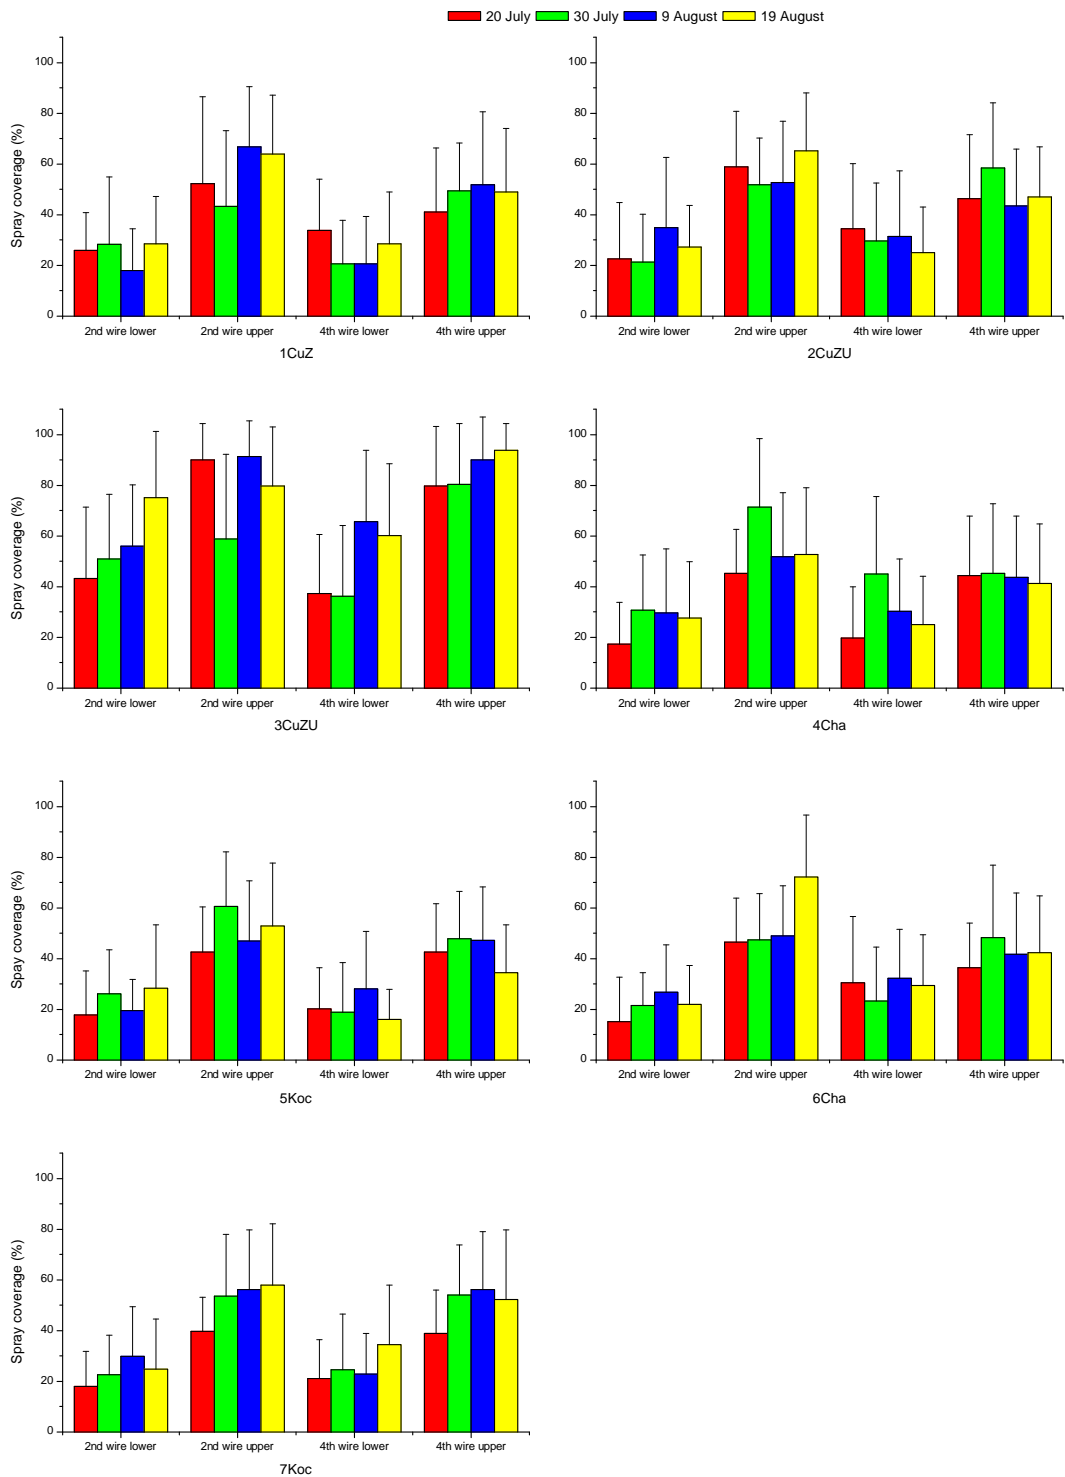 20 July 30 July 9 August 19 August
Spray coverage (%)
100
80
60
40
20
0
2nd wire lower 2nd wire upper 4th wire lower 4th wire upper
1CuZ
100
80
60
40
20
0
2nd wire lower 2nd wire upper 4th wire lower 4th wire upper
2CuZU
Spray coverage (%)
100
80
60
40
20
0
2nd wire lower 2nd wire upper 4th wire lower 4th wire upper
3CuZU
100
80
60
40
20
0
2nd wire lower 2nd wire upper 4th wire lower 4th wire upper
4Cha
Spay coverage (%)
100
80
60
40
20
0
2nd wire lower 2nd wire upper 4th wire lower 4th wire upper
5Koc
100
80
60
40
20
0
2nd wire lower 2nd wire upper 4th wire lower 4th wire upper
6Cha
Spray coverage (%)
100
80
60
40
20
0
2nd wire lower 2nd wire upper 4th wire lower 4th wire upper
7Koc